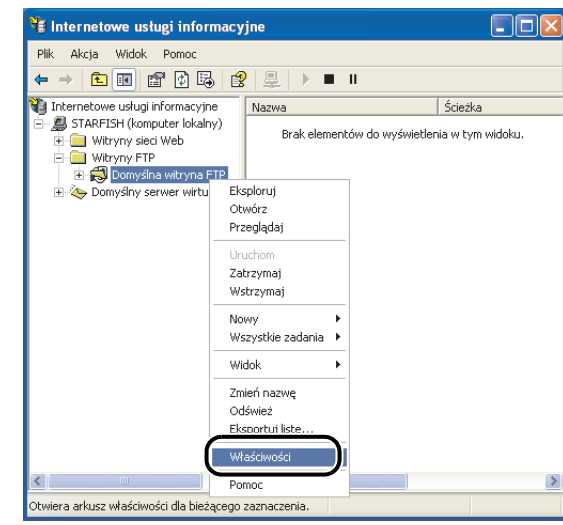 Internetowe usługi informacyjne
Plik Akcja Widok Pomoc
Internetowe usługi informacyjne
STARFISH (komputer lokalny)
Witryny sieci Web
Witryny FTP
Domyślna witryna FTP
Domyślny serwer wirtu
Nazwa Ścieżka
Brak elementów do wyświetlenia w tym widoku.
Eksploruj
Otwórz
Przeglądaj
Uruchom
Zatrzymaj
Wstrzymaj
Nowy
Wszystkie zadania
Widok
Zmień nazwę
Odśwież
Eksportuj listę...
Właściwości
Pomoc
Otwiera arkusz właściwości dla bieżącego zaznaczenia.